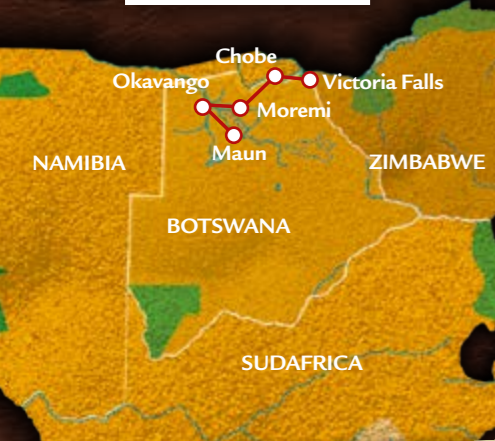 Chobe
Okavango
Victoria Falls
Moremi
Maun
NAMIBIA
ZIMBABWE
BOTSWANA
SUDAFRICA